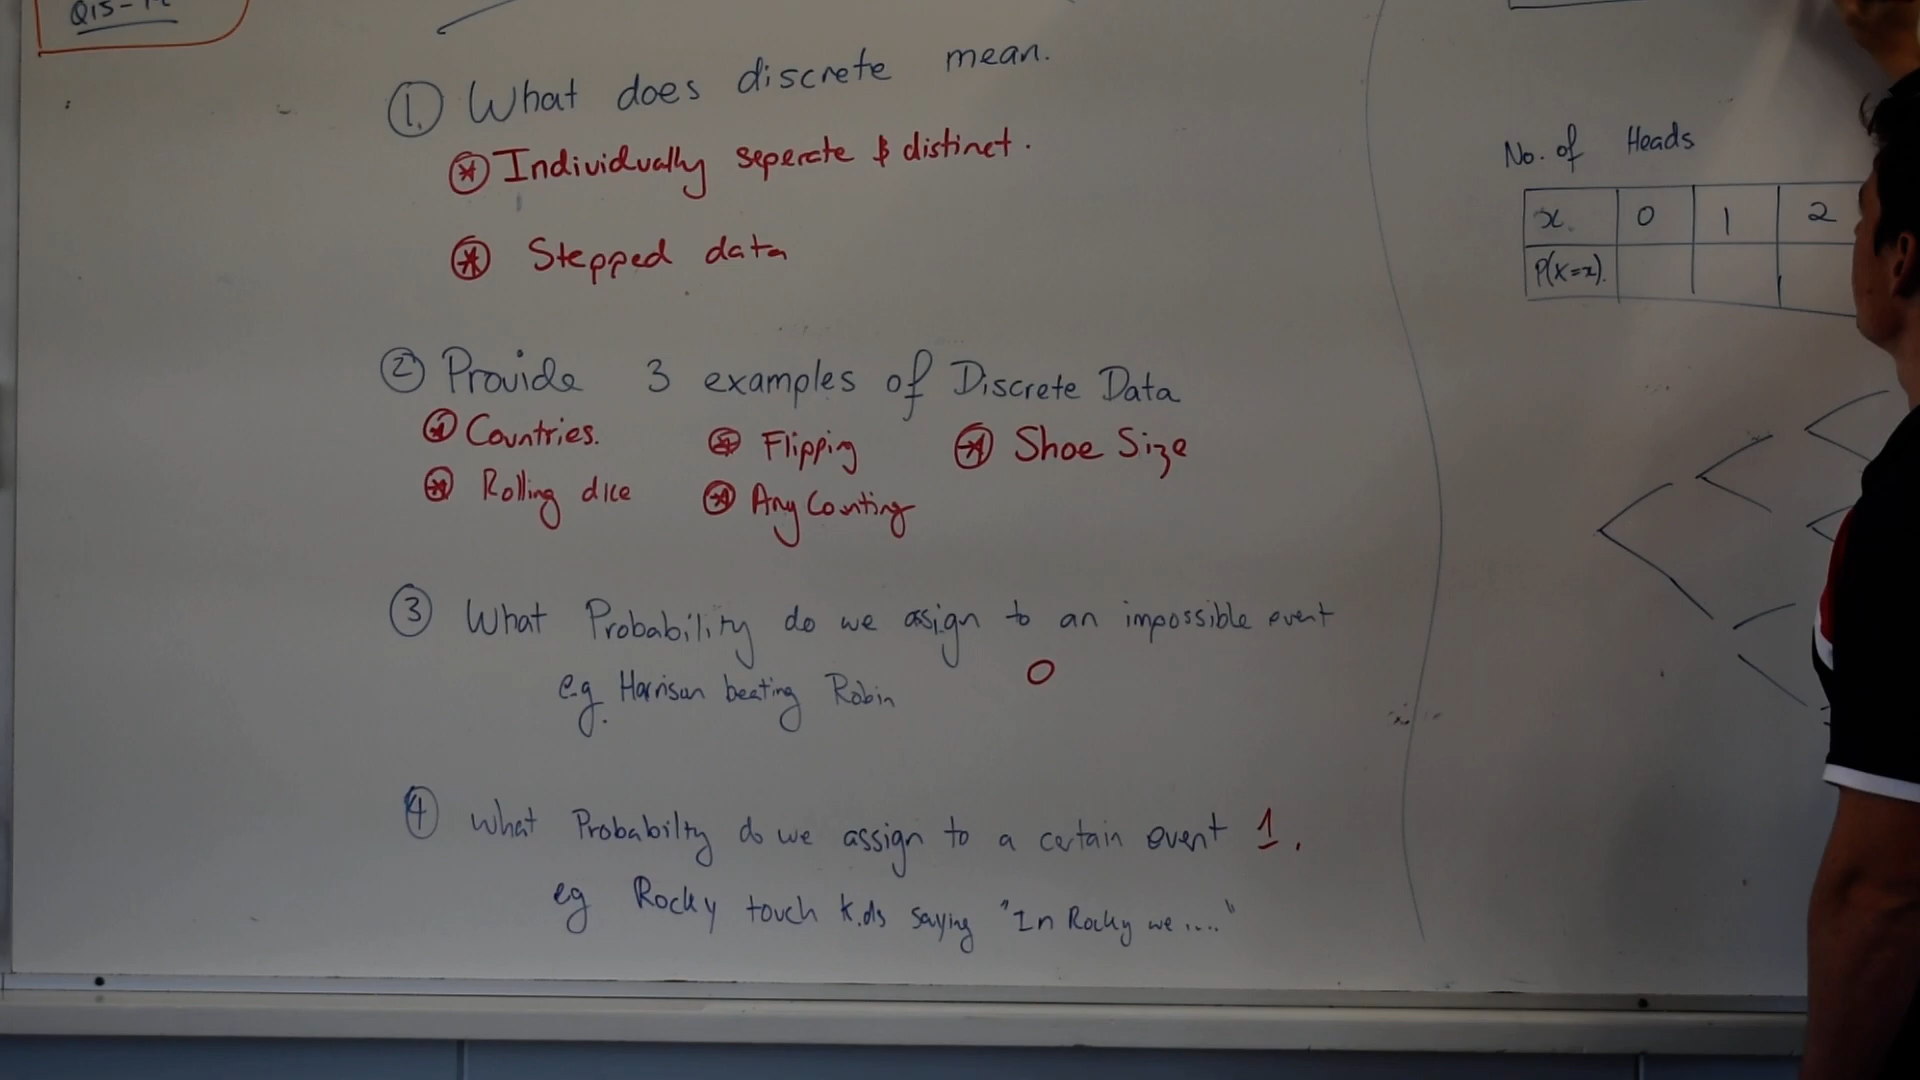 ① What does discrete mean.
Individually seperate & distinct.
Stepped data
② Provide 3 examples of Discrete Data
Countries. Flipping Shoe Size
Rolling dice Any Counting
③ What Probability do we assign to an impossible event
e.g. Harrison beating Robin 0
④ What Probabilty do we assign to a certain event 1.
eg Rocky touch kids saying "In Rocky we ...."
No. of Heads
x 0 1 2
P(X=x).